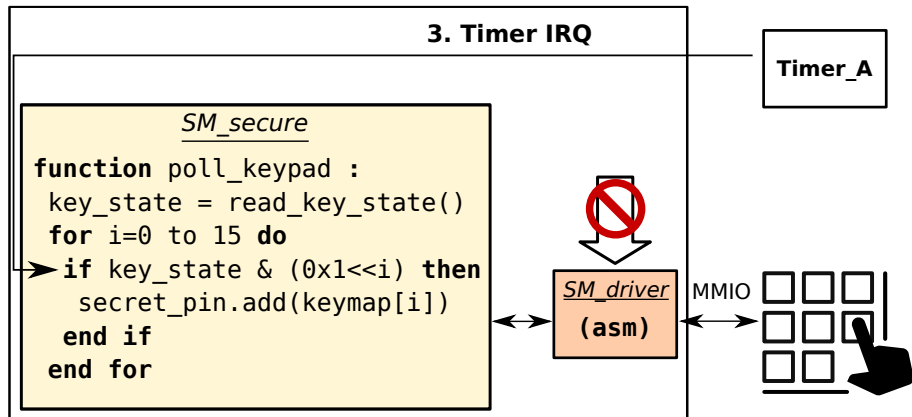 3. Timer IRQ
Timer_A
SM_secure
function poll_keypad :
key_state = read_key_state()
for i=0 to 15 do
if key_state & (0x1<<i) then
secret_pin.add(keymap[i])
end if
end for
SM_driver
(asm)
MMIO